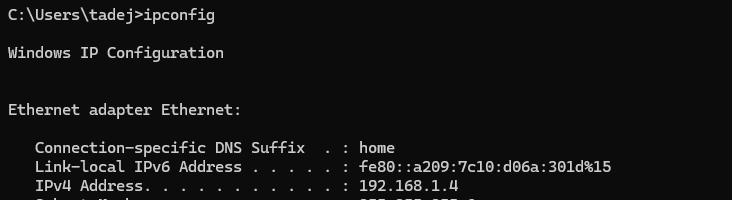 C:\Users\tadej>ipconfig
Windows IP Configuration
Ethernet adapter Ethernet:
Connection-specific DNS Suffix  . : home
Link-local IPv6 Address . . . . . : fe80::a209:7c10:d06a:301d%15
IPv4 Address. . . . . . . . . . . : 192.168.1.4